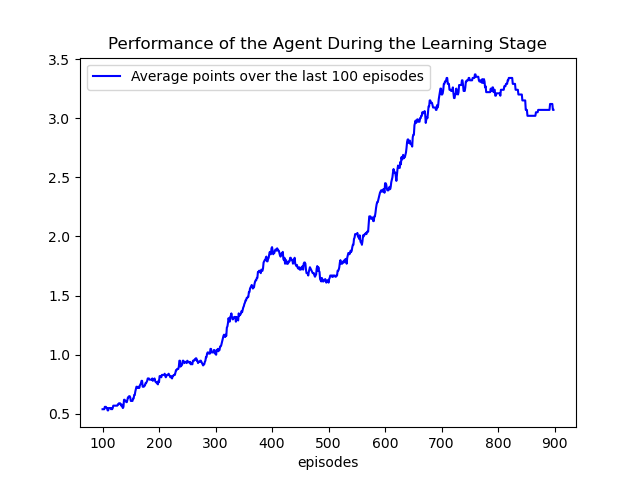 Performance of the Agent During the Learning Stage
Average points over the last 100 episodes
3.5
3.0
2.5
2.0
1.5
1.0
0.5
100 200 300 400 500 600 700 800 900
episodes